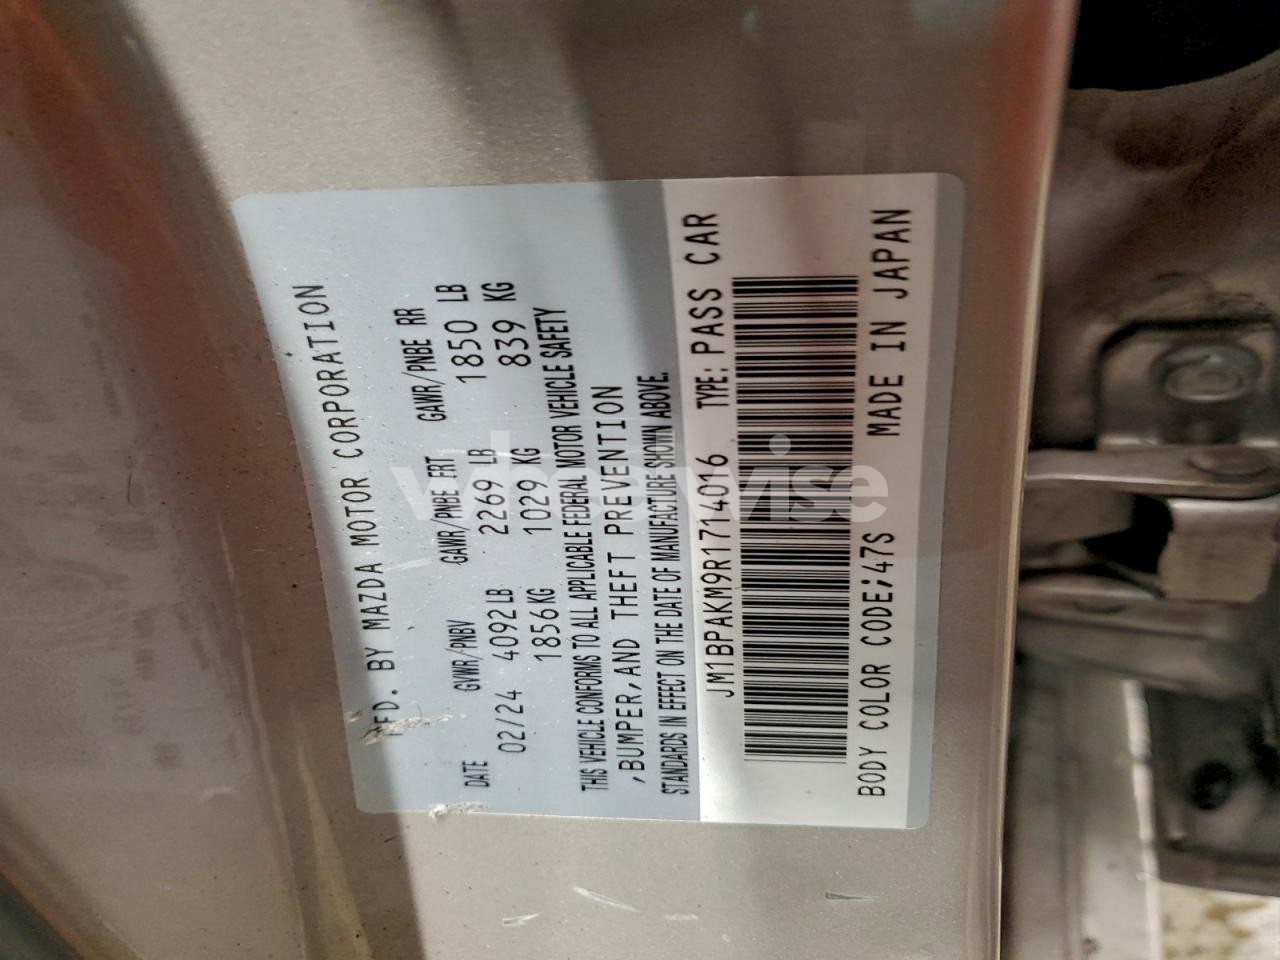 MFD. BY MAZDA MOTOR CORPORATION
DATE GVWR/PNBV GAWR/PNBE FRT GAWR/PNBE RR
02/24 4092 LB 2269 LB 1850 LB
1856 KG 1029 KG 839 KG
THIS VEHICLE CONFORMS TO ALL APPLICABLE FEDERAL MOTOR VEHICLE SAFETY
,BUMPER, AND THEFT PREVENTION
STANDARDS IN EFFECT ON THE DATE OF MANUFACTURE SHOWN ABOVE.
JM1BPAKM9R1714016 TYPE: PASS CAR
BODY COLOR CODE;47S MADE IN JAPAN
wheelwise